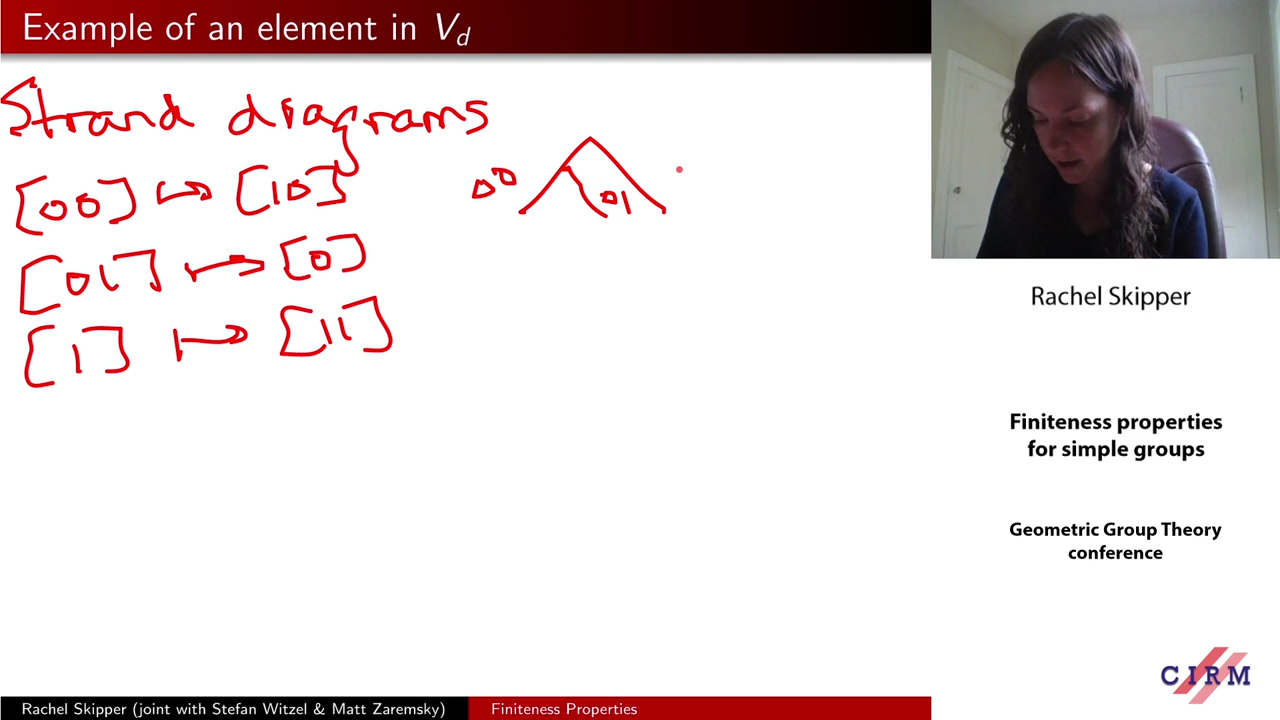 Example of an element in V_d
Strand diagrams
[00] ↦ [10]
[01] ↦ [0]
[1] ↦ [11]
00
01
Rachel Skipper
Finiteness properties
for simple groups
Geometric Group Theory
conference
CIRM
Rachel Skipper (joint with Stefan Witzel & Matt Zaremsky)
Finiteness Properties